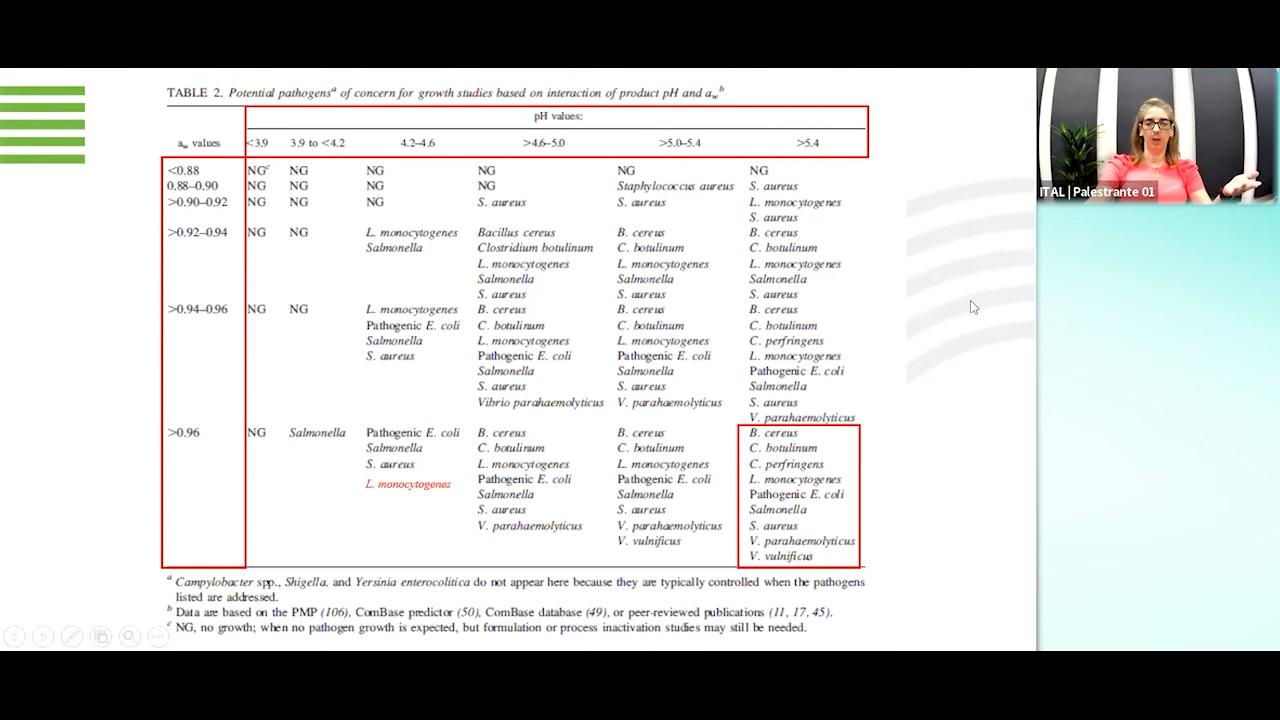 TABLE 2. Potential pathogensa of concern for growth studies based on interaction of product pH and awb
pH values:
aw values <3.9 3.9 to <4.2 4.2–4.6 >4.6–5.0 >5.0–5.4 >5.4
<0.88 NGc NG NG NG NG NG
0.88–0.90 NG NG NG NG Staphylococcus aureus S. aureus
>0.90–0.92 NG NG NG S. aureus S. aureus L. monocytogenes
S. aureus
>0.92–0.94 NG NG L. monocytogenes Bacillus cereus B. cereus B. cereus
Salmonella Clostridium botulinum C. botulinum C. botulinum
L. monocytogenes L. monocytogenes L. monocytogenes
Salmonella Salmonella Salmonella
S. aureus S. aureus S. aureus
>0.94–0.96 NG NG L. monocytogenes B. cereus B. cereus B. cereus
Pathogenic E. coli C. botulinum C. botulinum C. botulinum
Salmonella L. monocytogenes L. monocytogenes C. perfringens
S. aureus Pathogenic E. coli Pathogenic E. coli L. monocytogenes
Salmonella Salmonella Pathogenic E. coli
S. aureus S. aureus Salmonella
Vibrio parahaemolyticus V. parahaemolyticus S. aureus
V. parahaemolyticus
>0.96 NG Salmonella Pathogenic E. coli B. cereus B. cereus B. cereus
Salmonella C. botulinum C. botulinum C. botulinum
S. aureus L. monocytogenes L. monocytogenes C. perfringens
L. monocytogenes Pathogenic E. coli Pathogenic E. coli L. monocytogenes
Salmonella Salmonella Pathogenic E. coli
S. aureus S. aureus Salmonella
V. parahaemolyticus V. parahaemolyticus S. aureus
V. vulnificus V. parahaemolyticus
V. vulnificus
a Campylobacter spp., Shigella, and Yersinia enterocolitica do not appear here because they are typically controlled when the pathogens
listed are addressed.
b Data are based on the PMP (106), ComBase predictor (50), ComBase database (49), or peer-reviewed publications (11, 17, 45).
c NG, no growth; when no pathogen growth is expected, but formulation or process inactivation studies may still be needed.
ITAL | Palestrante 01